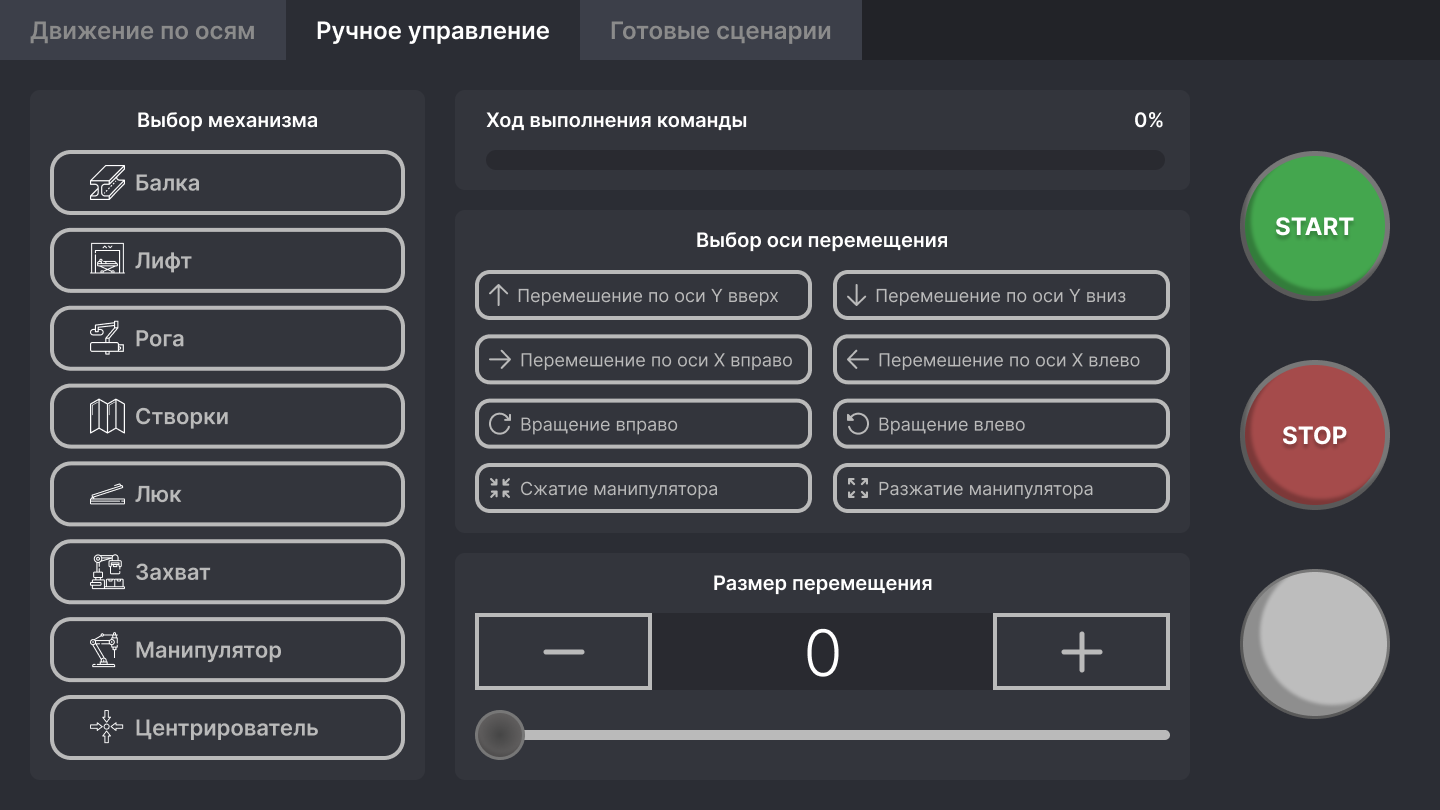 Движение по осям
Ручное управление
Готовые сценарии
Выбор механизма
Балка
Лифт
Рога
Створки
Люк
Захват
Манипулятор
Центрирователь
Ход выполнения команды
0%
Выбор оси перемещения
Перемешение по оси Y вверх
Перемешение по оси Y вниз
Перемешение по оси X вправо
Перемешение по оси X влево
Вращение вправо
Вращение влево
Сжатие манипулятора
Разжатие манипулятора
Размер перемещения
0
START
STOP